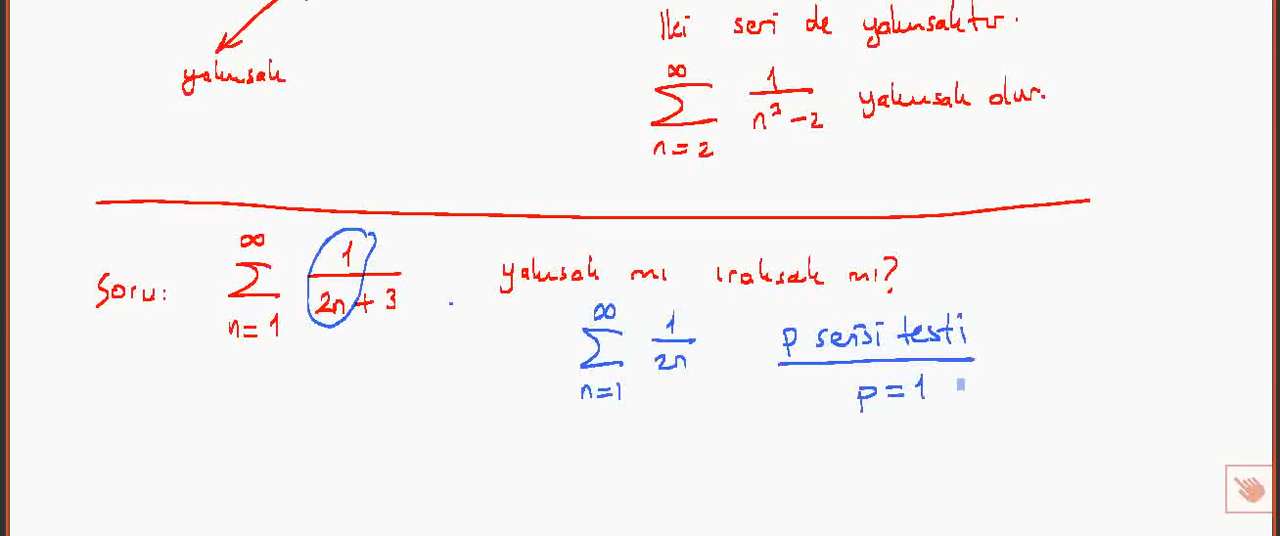 İki seri de yakınsaktır.
yakınsak
∞
∑ 1/(n² - 2) yakınsak olur.
n = 2
∞
Soru: ∑ 1/(2n + 3) . yakınsak mı ıraksak mı?
n = 1
∞
∑ 1/2n p serisi testi
n=1 p = 1